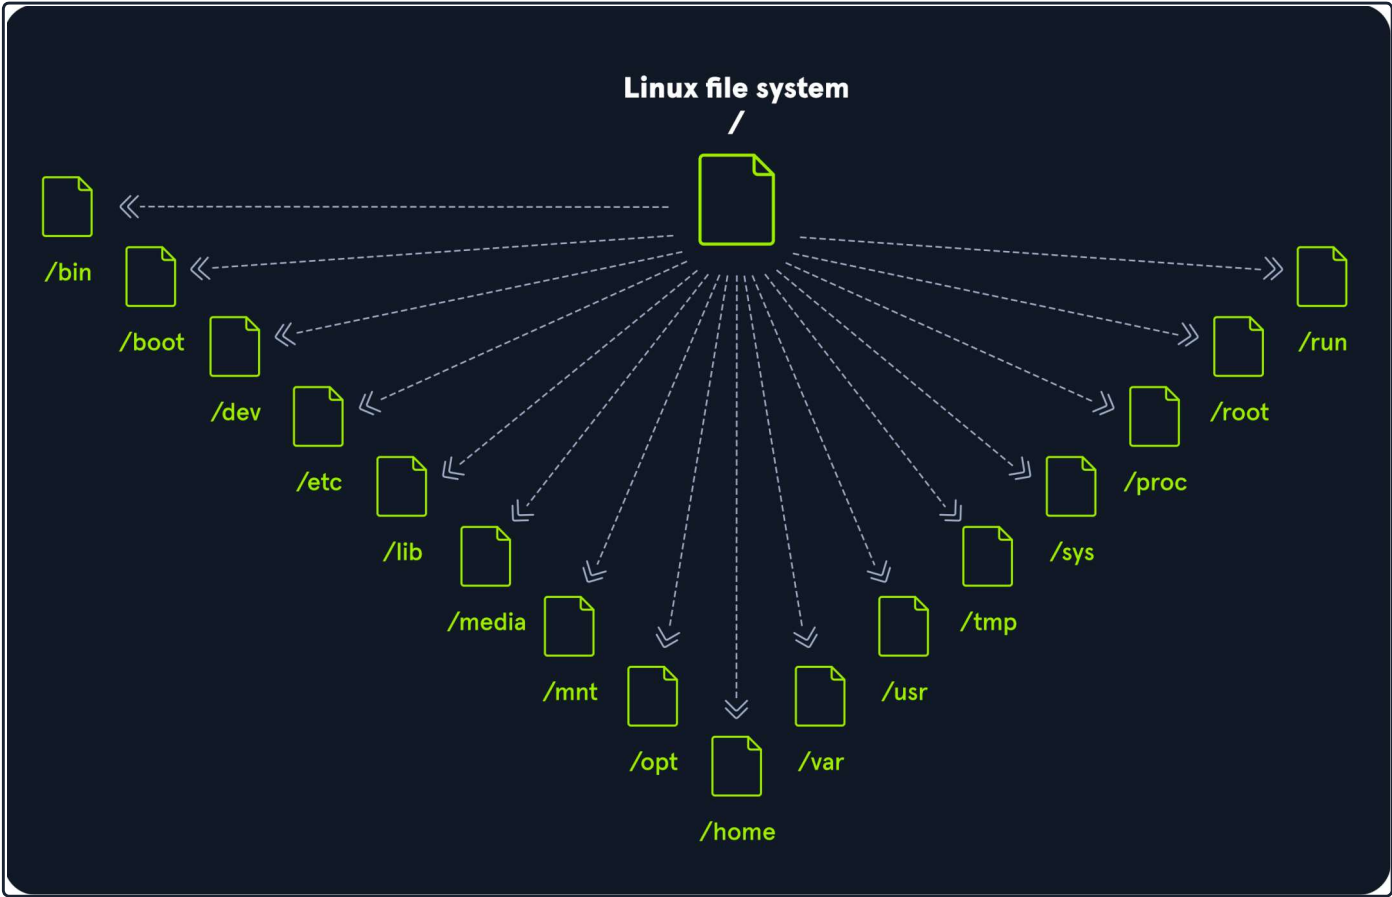 Linux file system
/
/bin
/boot
/dev
/etc
/lib
/media
/mnt
/opt
/home
/var
/usr
/tmp
/sys
/proc
/root
/run